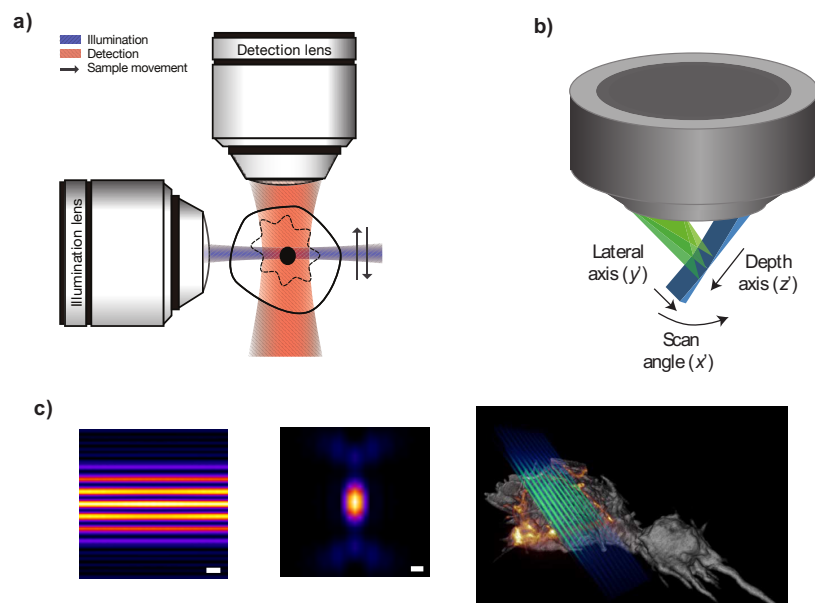 a)
Illumination
Detection
Sample movement
Detection lens
Illumination lens
b)
Lateral
axis (y')
Depth
axis (z')
Scan
angle (x')
c)